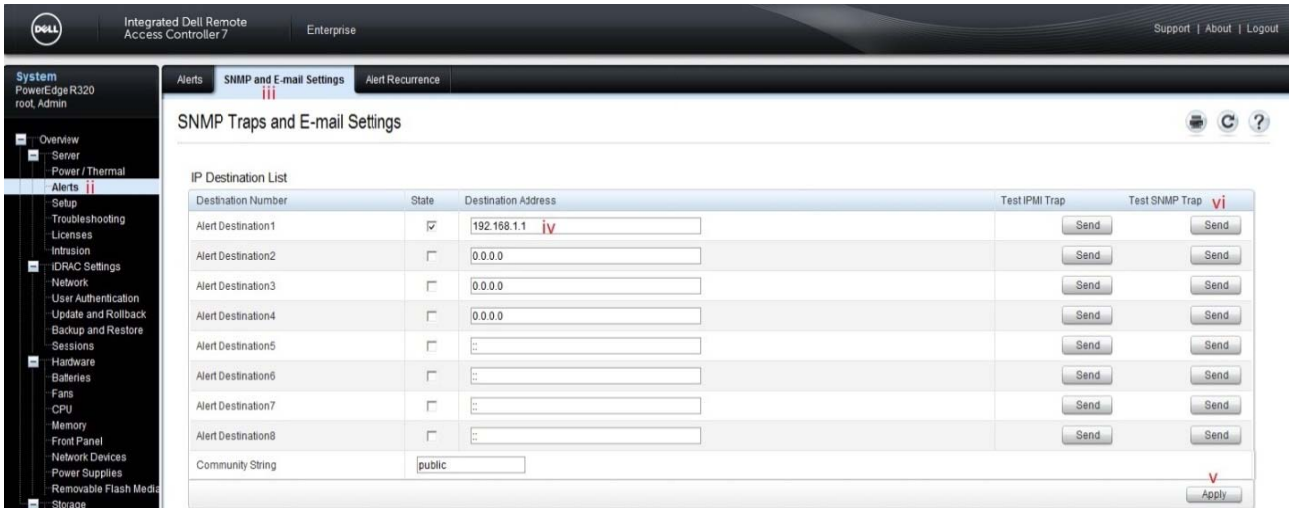 DELL
Integrated Dell Remote
Access Controller 7
Enterprise
Support | About | Logout
System
PowerEdge R320
root, Admin
Overview
Server
Power / Thermal
Alerts ii
Setup
Troubleshooting
Licenses
Intrusion
iDRAC Settings
Network
User Authentication
Update and Rollback
Backup and Restore
Sessions
Hardware
Batteries
Fans
CPU
Memory
Front Panel
Network Devices
Power Supplies
Removable Flash Media
Storage
Alerts SNMP and E-mail Settings Alert Recurrence
iii
SNMP Traps and E-mail Settings
?
IP Destination List
Destination Number State Destination Address Test IPMI Trap Test SNMP Trap vi
Alert Destination1 192.168.1.1 iv Send Send
Alert Destination2 0.0.0.0 Send Send
Alert Destination3 0.0.0.0 Send Send
Alert Destination4 0.0.0.0 Send Send
Alert Destination5 :: Send Send
Alert Destination6 :: Send Send
Alert Destination7 :: Send Send
Alert Destination8 :: Send Send
Community String public
v
Apply